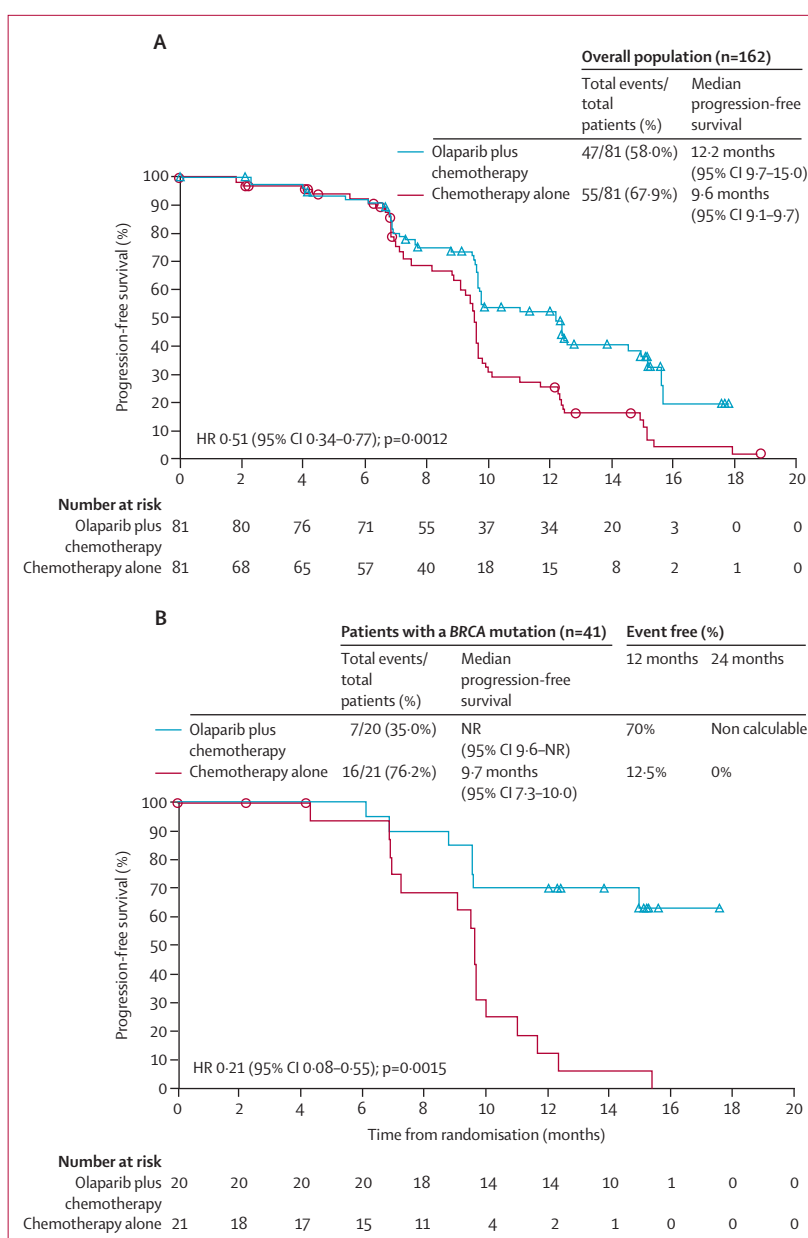 A
Overall population (n=162)
Total events/ total patients (%)
Median progression-free survival
Olaparib plus chemotherapy
47/81 (58·0%)
12·2 months (95% CI 9·7–15·0)
Chemotherapy alone
55/81 (67·9%)
9·6 months (95% CI 9·1–9·7)
Progression-free survival (%)
100
90
80
70
60
50
40
30
20
10
0
HR 0·51 (95% CI 0·34–0·77); p=0·0012
0 2 4 6 8 10 12 14 16 18 20
Number at risk
Olaparib plus chemotherapy 81 80 76 71 55 37 34 20 3 0 0
Chemotherapy alone 81 68 65 57 40 18 15 8 2 1 0
B
Patients with a BRCA mutation (n=41)
Event free (%)
Total events/ total patients (%)
Median progression-free survival
12 months
24 months
Olaparib plus chemotherapy
7/20 (35·0%)
NR (95% CI 9·6–NR)
70%
Non calculable
Chemotherapy alone
16/21 (76·2%)
9·7 months (95% CI 7·3–10·0)
12·5%
0%
Progression-free survival (%)
100
90
80
70
60
50
40
30
20
10
0
HR 0·21 (95% CI 0·08–0·55); p=0·0015
0 2 4 6 8 10 12 14 16 18 20
Time from randomisation (months)
Number at risk
Olaparib plus chemotherapy 20 20 20 20 18 14 14 10 1 0 0
Chemotherapy alone 21 18 17 15 11 4 2 1 0 0 0